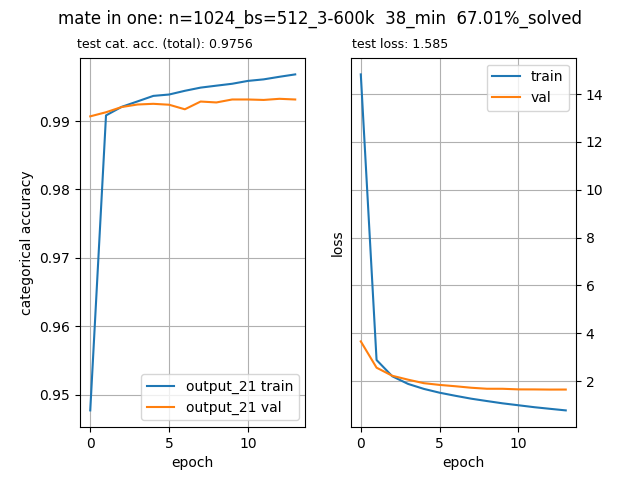 mate in one: n=1024_bs=512_3-600k  38_min  67.01%_solved
test cat. acc. (total): 0.9756
test loss: 1.585
categorical accuracy
0.99
0.98
0.97
0.96
0.95
output_21 train
output_21 val
0 5 10
epoch
loss
train
val
14
12
10
8
6
4
2
0 5 10
epoch